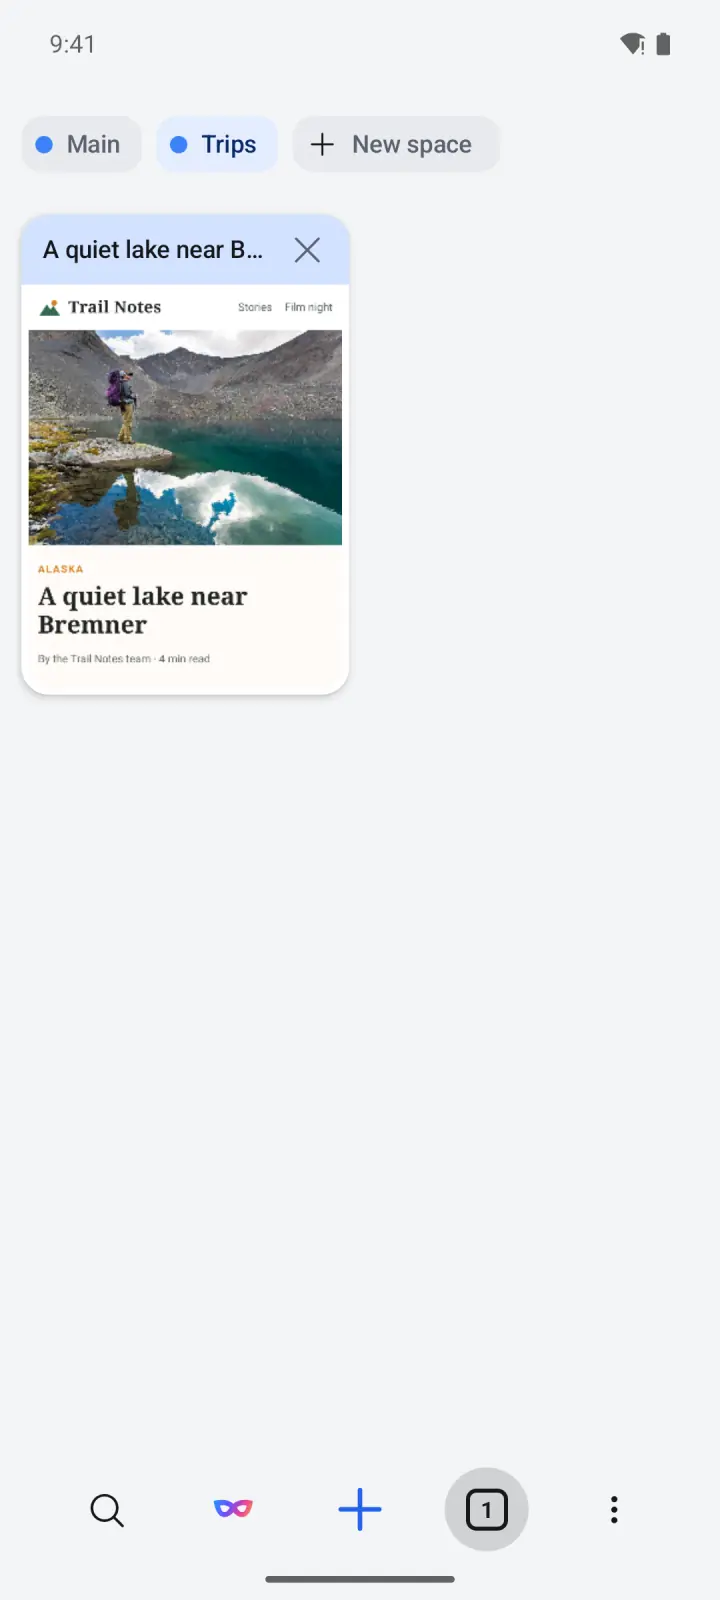 9:41
Main
Trips
New space
A quiet lake near B...
Trail Notes
Stories
Film night
ALASKA
A quiet lake near
Bremner
By the Trail Notes team · 4 min read
1